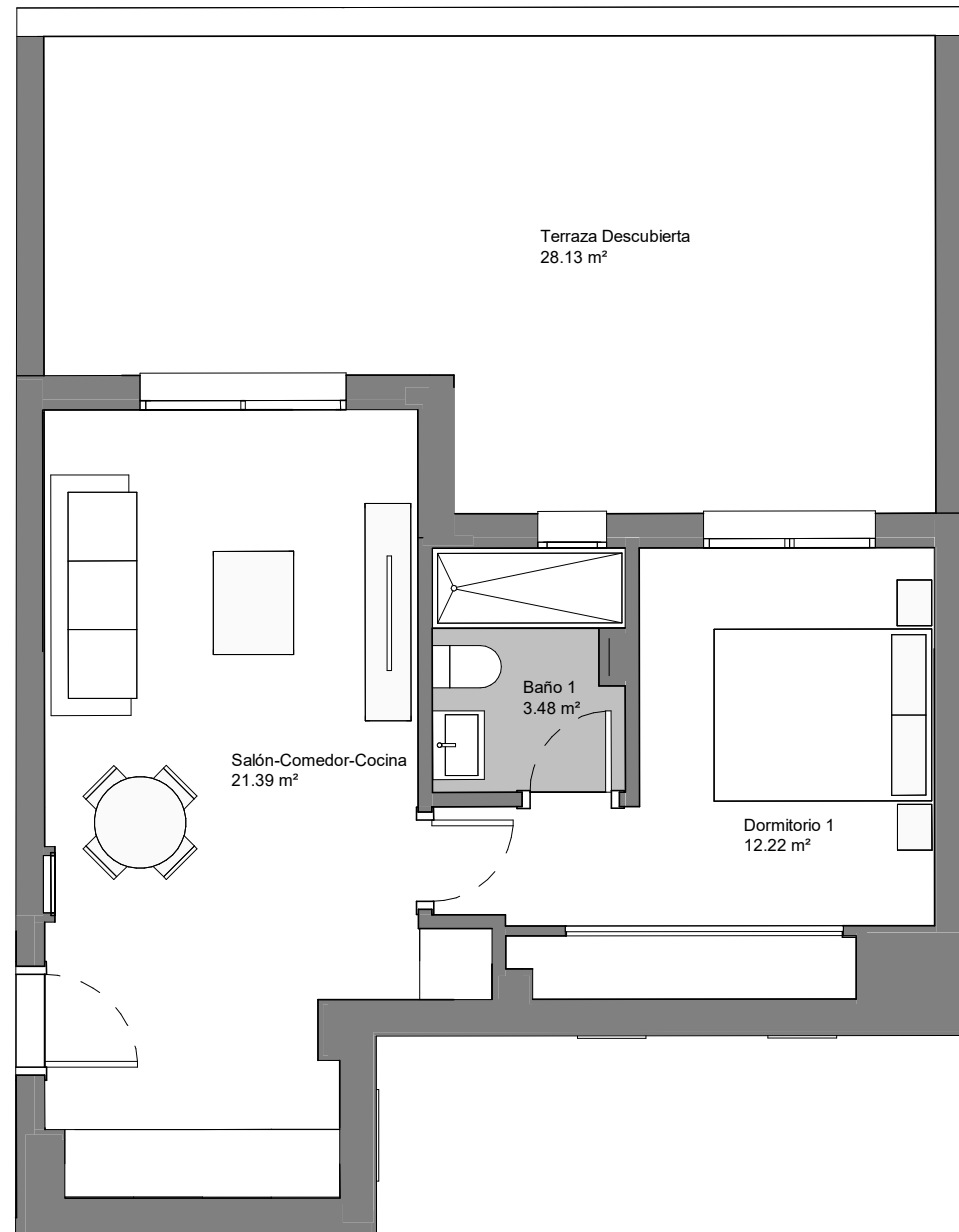 Terraza Descubierta
28.13 m²
Baño 1
3.48 m²
Salón-Comedor-Cocina
21.39 m²
Dormitorio 1
12.22 m²